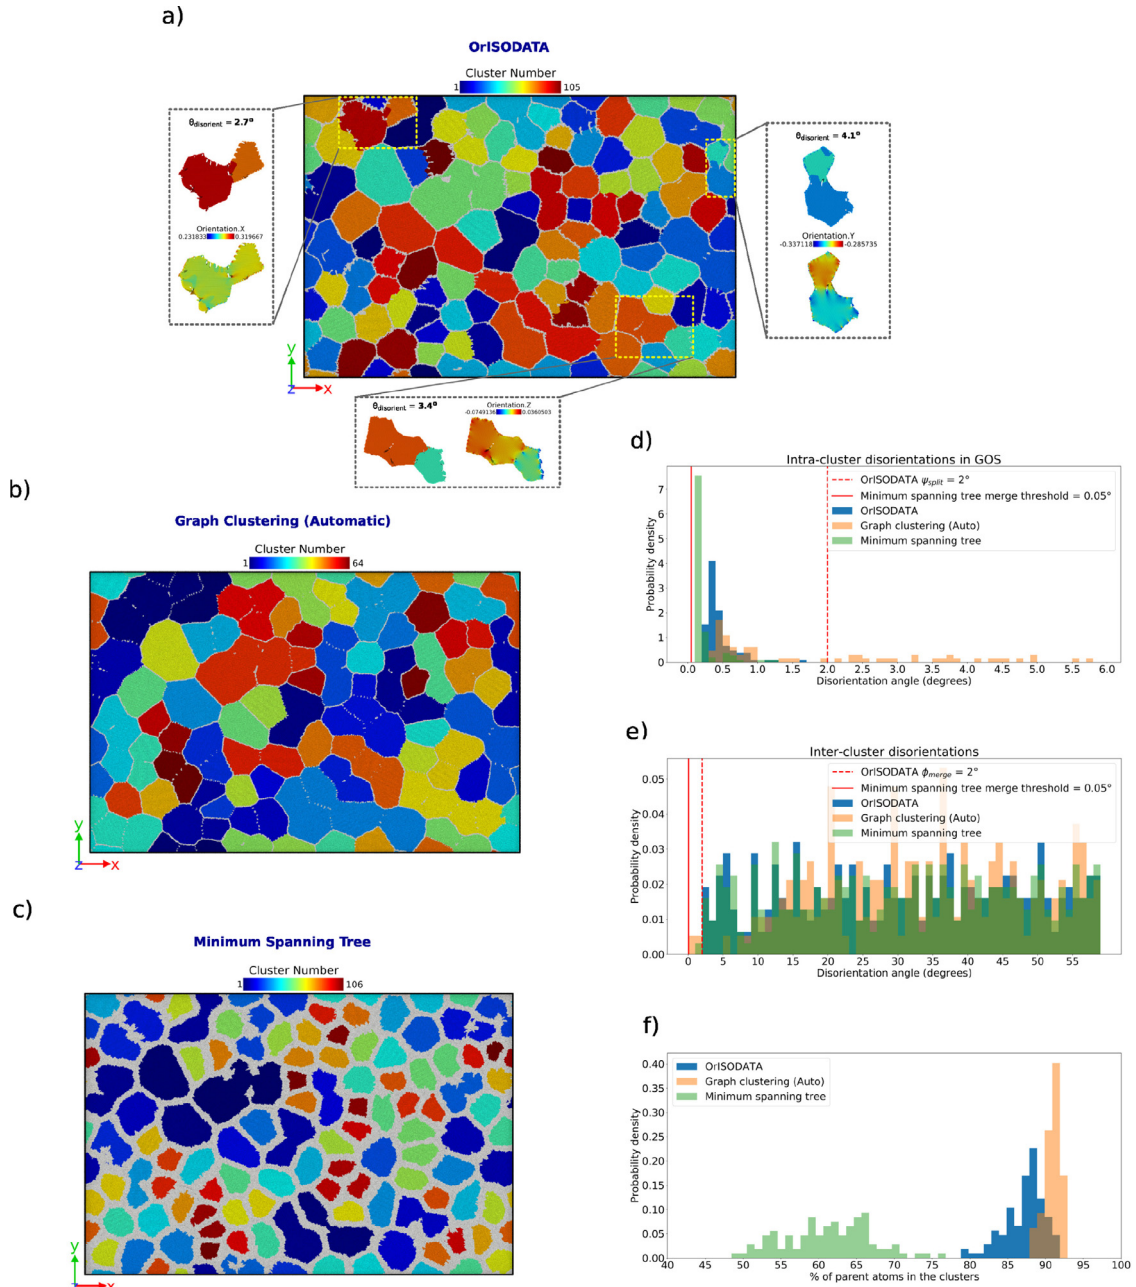 a)
OrISODATA
Cluster Number
1 105
θdisorient = 2.7°
Orientation.X
0.231833 0.319667
θdisorient = 4.1°
Orientation.Y
-0.337118 -0.285735
y
z x
θdisorient = 3.4°
Orientation.Z
-0.0749136 0.0360503
b)
Graph Clustering (Automatic)
Cluster Number
1 64
y
z x
c)
Minimum Spanning Tree
Cluster Number
1 106
y
z x
d)
Intra-cluster disorientations in GOS
OrISODATA ψsplit = 2°
Minimum spanning tree merge threshold = 0.05°
OrISODATA
Graph clustering (Auto)
Minimum spanning tree
Probability density
7
6
5
4
3
2
1
0
0.0 0.5 1.0 1.5 2.0 2.5 3.0 3.5 4.0 4.5 5.0 5.5 6.0
Disorientation angle (degrees)
e)
Inter-cluster disorientations
OrISODATA ϕmerge = 2°
Minimum spanning tree merge threshold = 0.05°
OrISODATA
Graph clustering (Auto)
Minimum spanning tree
Probability density
0.05
0.04
0.03
0.02
0.01
0.00
0 5 10 15 20 25 30 35 40 45 50 55
Disorientation angle (degrees)
f)
OrISODATA
Graph clustering (Auto)
Minimum spanning tree
Probability density
0.40
0.35
0.30
0.25
0.20
0.15
0.10
0.05
0.00
40 45 50 55 60 65 70 75 80 85 90 95 100
% of parent atoms in the clusters